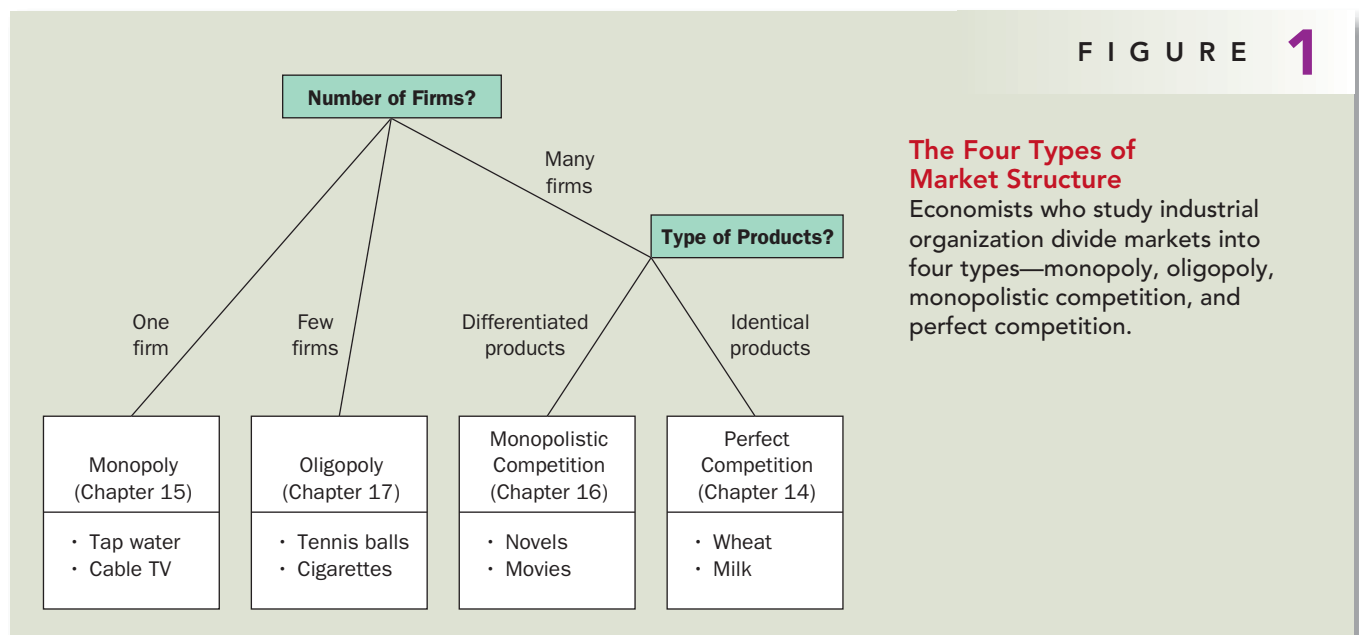 FIGURE 1
The Four Types of
Market Structure
Economists who study industrial
organization divide markets into
four types—monopoly, oligopoly,
monopolistic competition, and
perfect competition.
Number of Firms?
Many
firms
Type of Products?
One
firm
Few
firms
Differentiated
products
Identical
products
Monopoly
(Chapter 15)
• Tap water
• Cable TV
Oligopoly
(Chapter 17)
• Tennis balls
• Cigarettes
Monopolistic
Competition
(Chapter 16)
• Novels
• Movies
Perfect
Competition
(Chapter 14)
• Wheat
• Milk